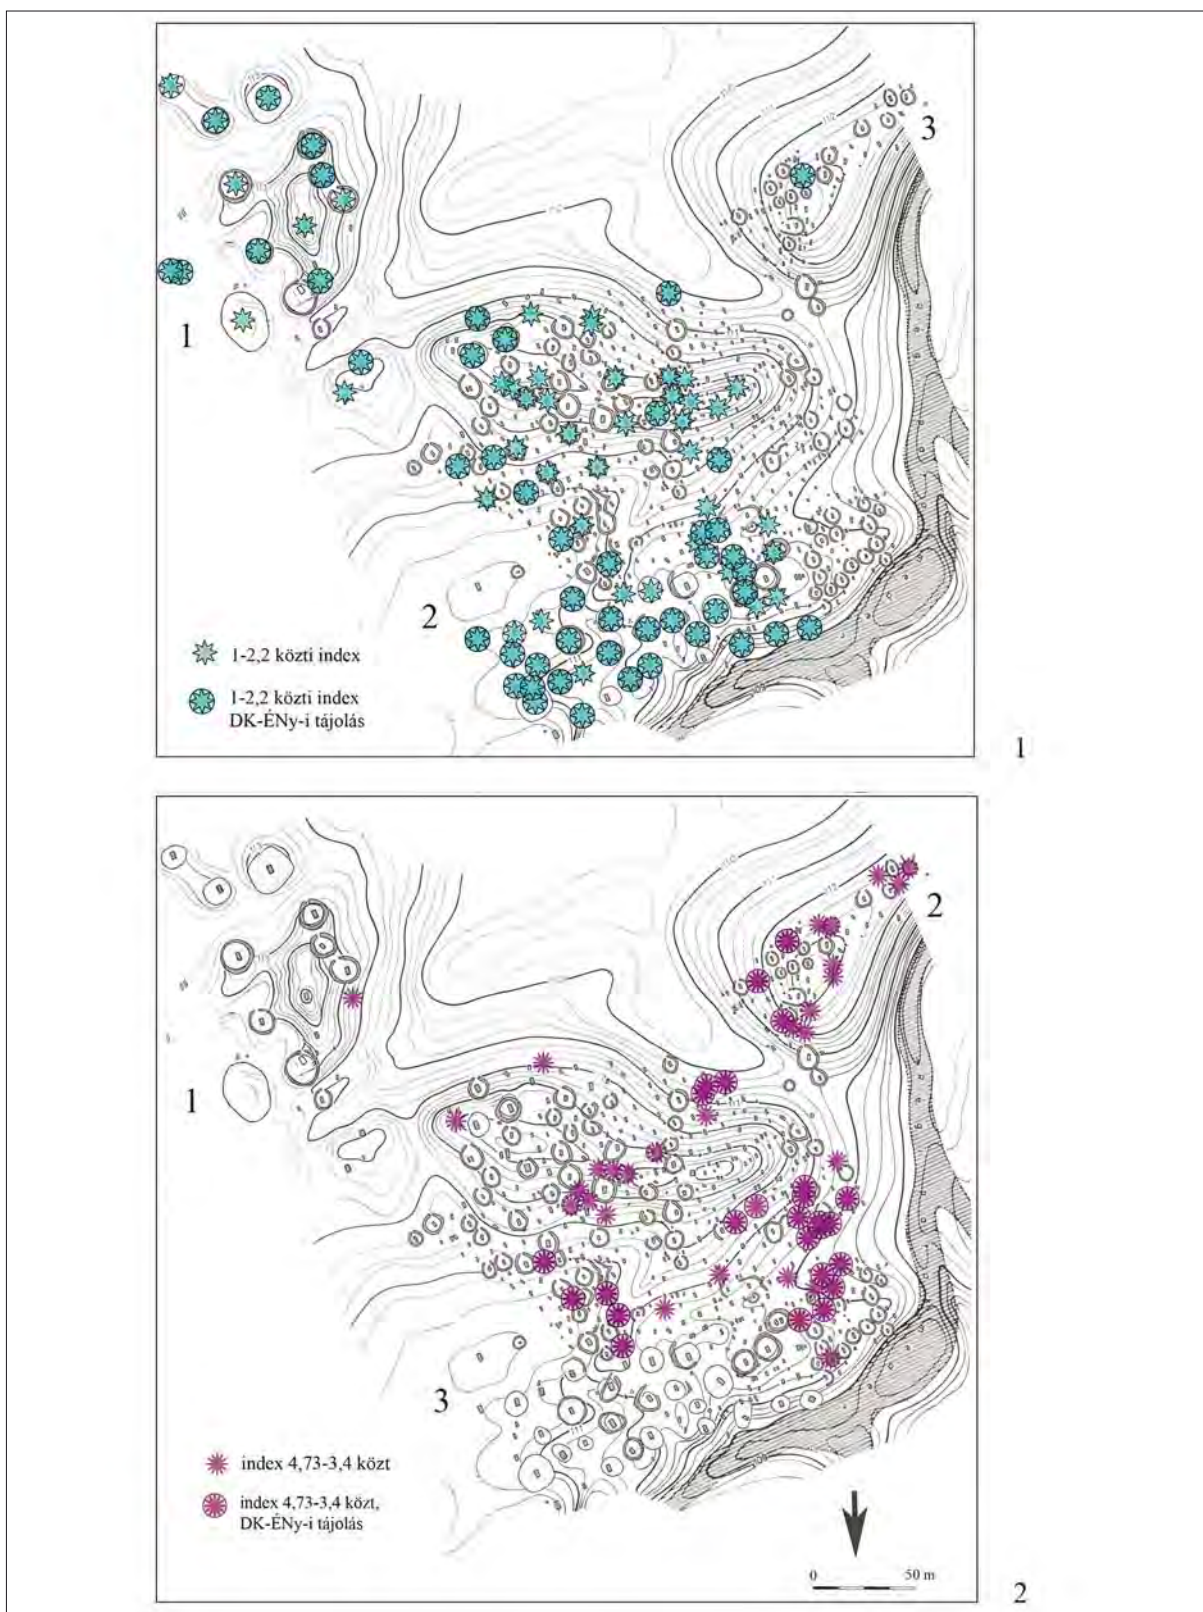 3
1
2
1-2,2 közti index
1-2,2 közti index
DK-ÉNy-i tájolás
1
2
1
3
index 4,73-3,4 közt
index 4,73-3,4 közt,
DK-ÉNy-i tájolás
0 50 m
2